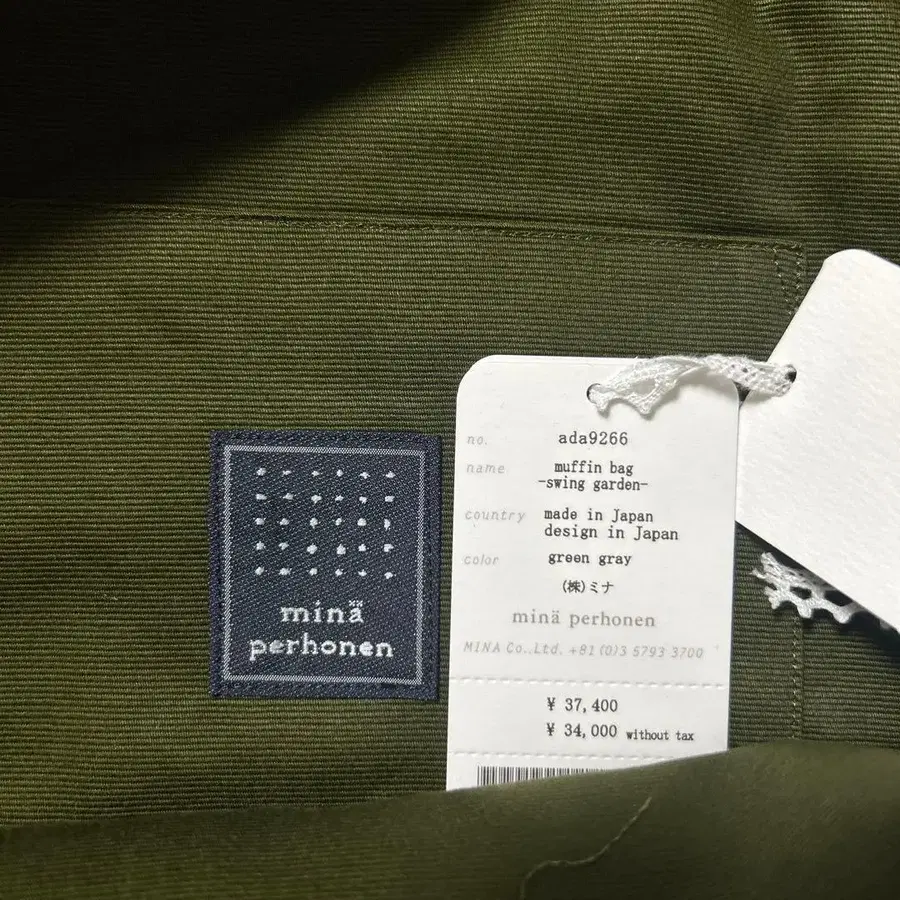 minä
perhonen
no. ada9266
name muffin bag
-swing garden-
country made in Japan
design in Japan
color green gray
(株)ミナ
minä perhonen
MINA Co.,Ltd. +81(0)3 5793 3700
¥ 37,400
¥ 34,000 without tax